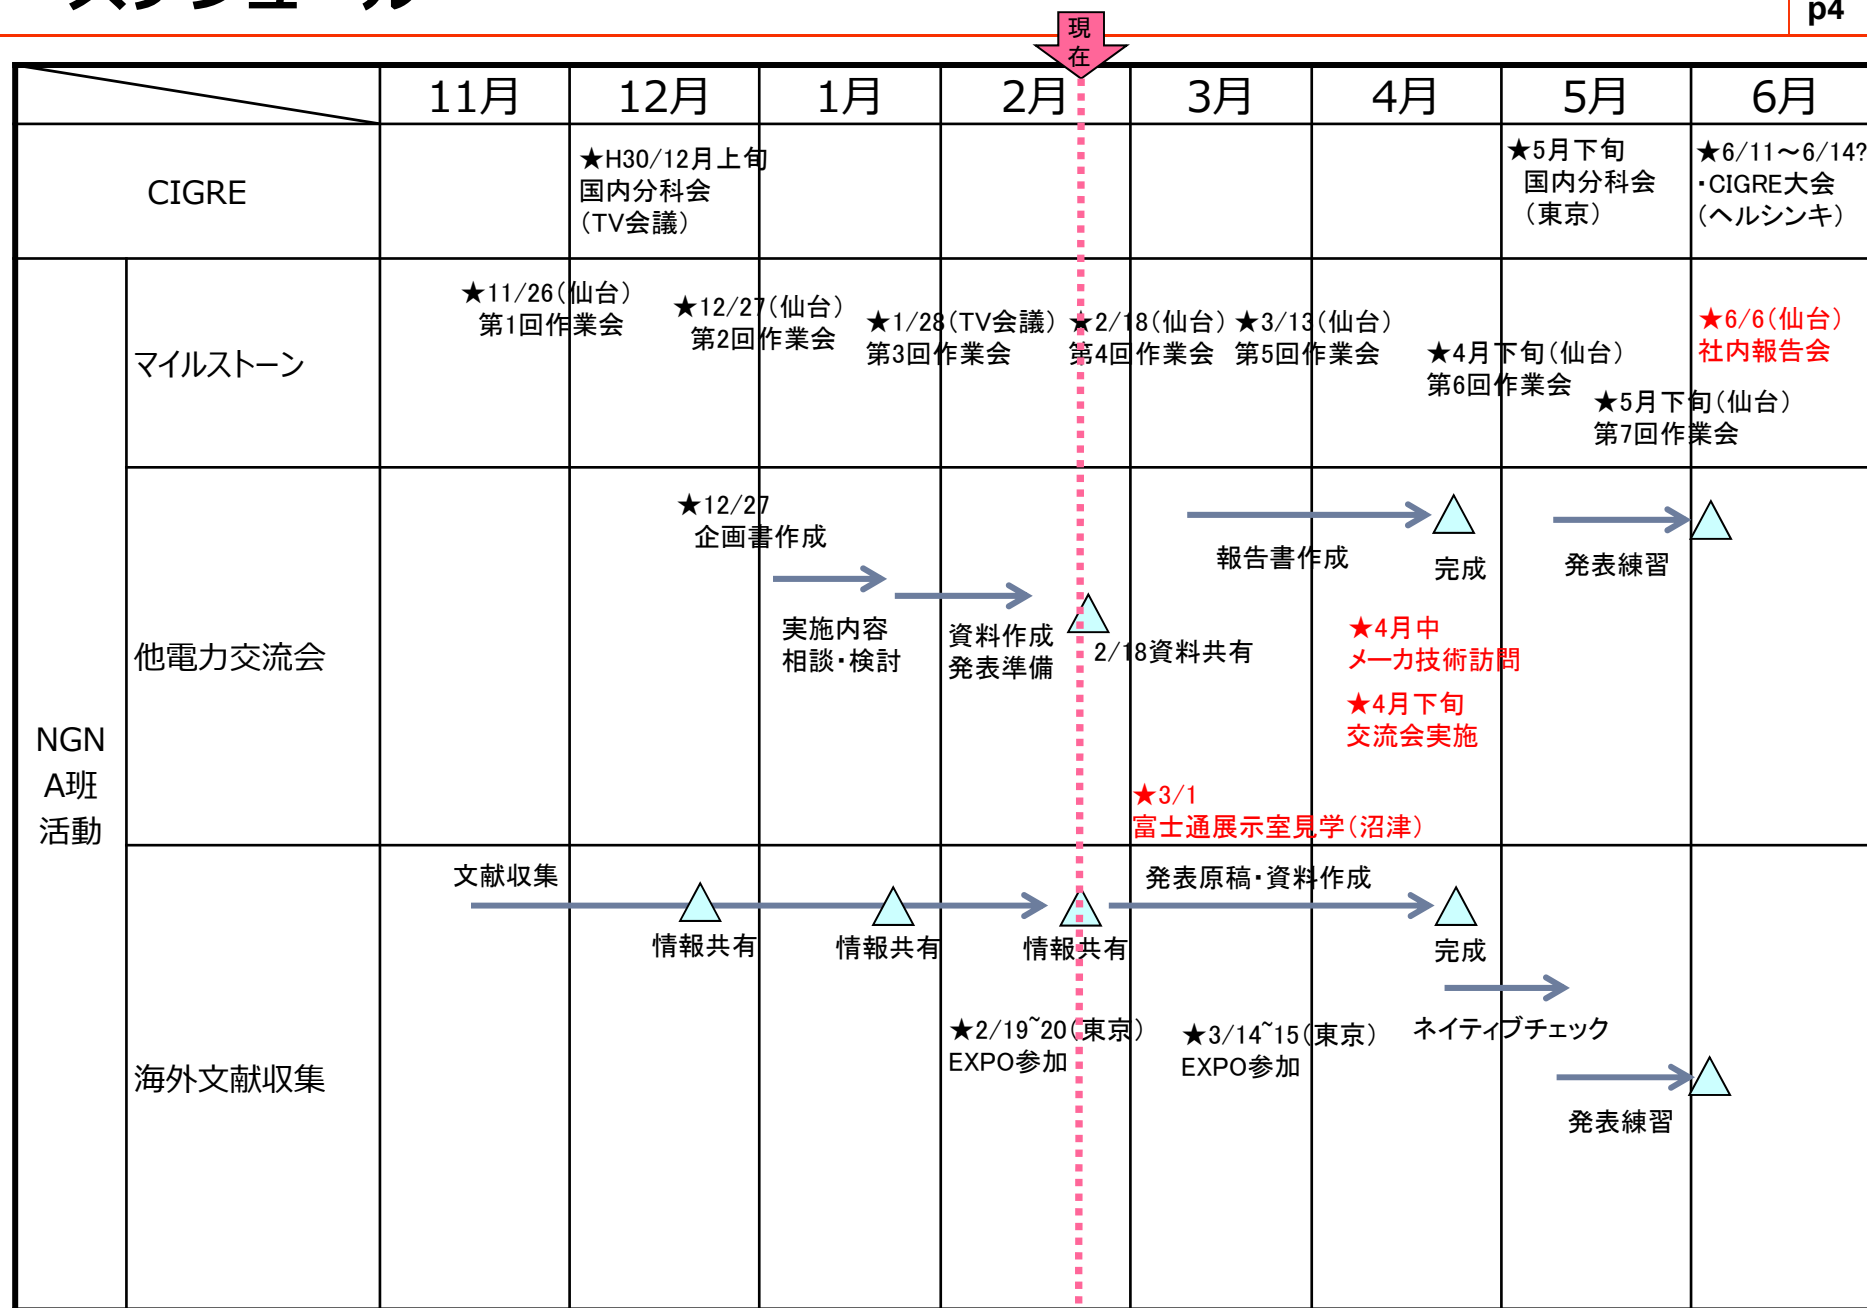 スケジュール
p4
現
在
11月
12月
1月
2月
3月
4月
5月
6月
CIGRE
★H30/12月上旬
国内分科会
(TV会議)
★5月下旬
国内分科会
(東京)
★6/11～6/14?
・CIGRE大会
(ヘルシンキ)
NGN
A班
活動
マイルストーン
★11/26(仙台)
第1回作業会
★12/27(仙台)
第2回作業会
★1/28(TV会議)
第3回作業会
★2/18(仙台)
第4回作業会
★3/13(仙台)
第5回作業会
★4月下旬(仙台)
第6回作業会
★5月下旬(仙台)
第7回作業会
★6/6(仙台)
社内報告会
他電力交流会
★12/27
企画書作成
実施内容
相談・検討
資料作成
発表準備
2/18資料共有
報告書作成
完成
発表練習
★4月中
メーカ技術訪問
★4月下旬
交流会実施
★3/1
富士通展示室見学(沼津)
海外文献収集
文献収集
情報共有
情報共有
情報共有
発表原稿・資料作成
完成
★2/19~20(東京)
EXPO参加
★3/14~15(東京)
EXPO参加
ネイティブチェック
発表練習